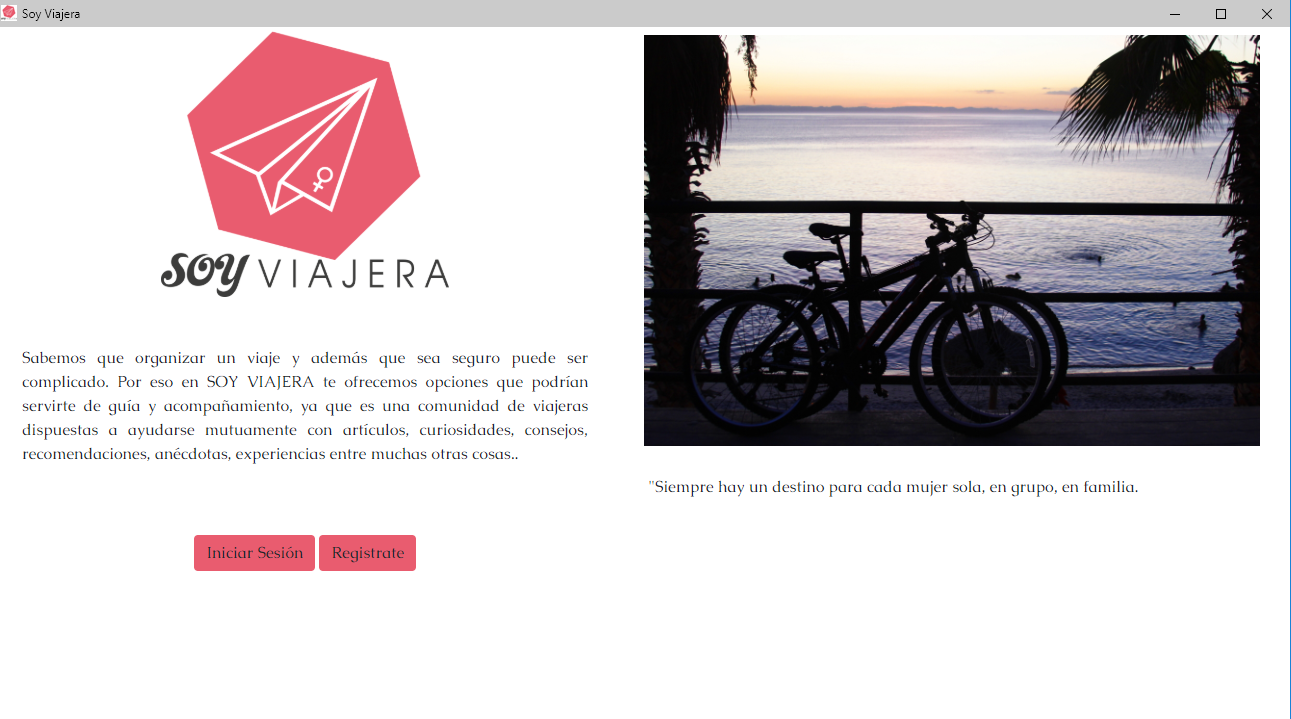 Soy Viajera
SOY VIAJERA
Sabemos que organizar un viaje y además que sea seguro puede ser
complicado. Por eso en SOY VIAJERA te ofrecemos opciones que podrían
servirte de guía y acompañamiento, ya que es una comunidad de viajeras
dispuestas a ayudarse mutuamente con artículos, curiosidades, consejos,
recomendaciones, anécdotas, experiencias entre muchas otras cosas..
Iniciar Sesión
Registrate
"Siempre hay un destino para cada mujer sola, en grupo, en familia.